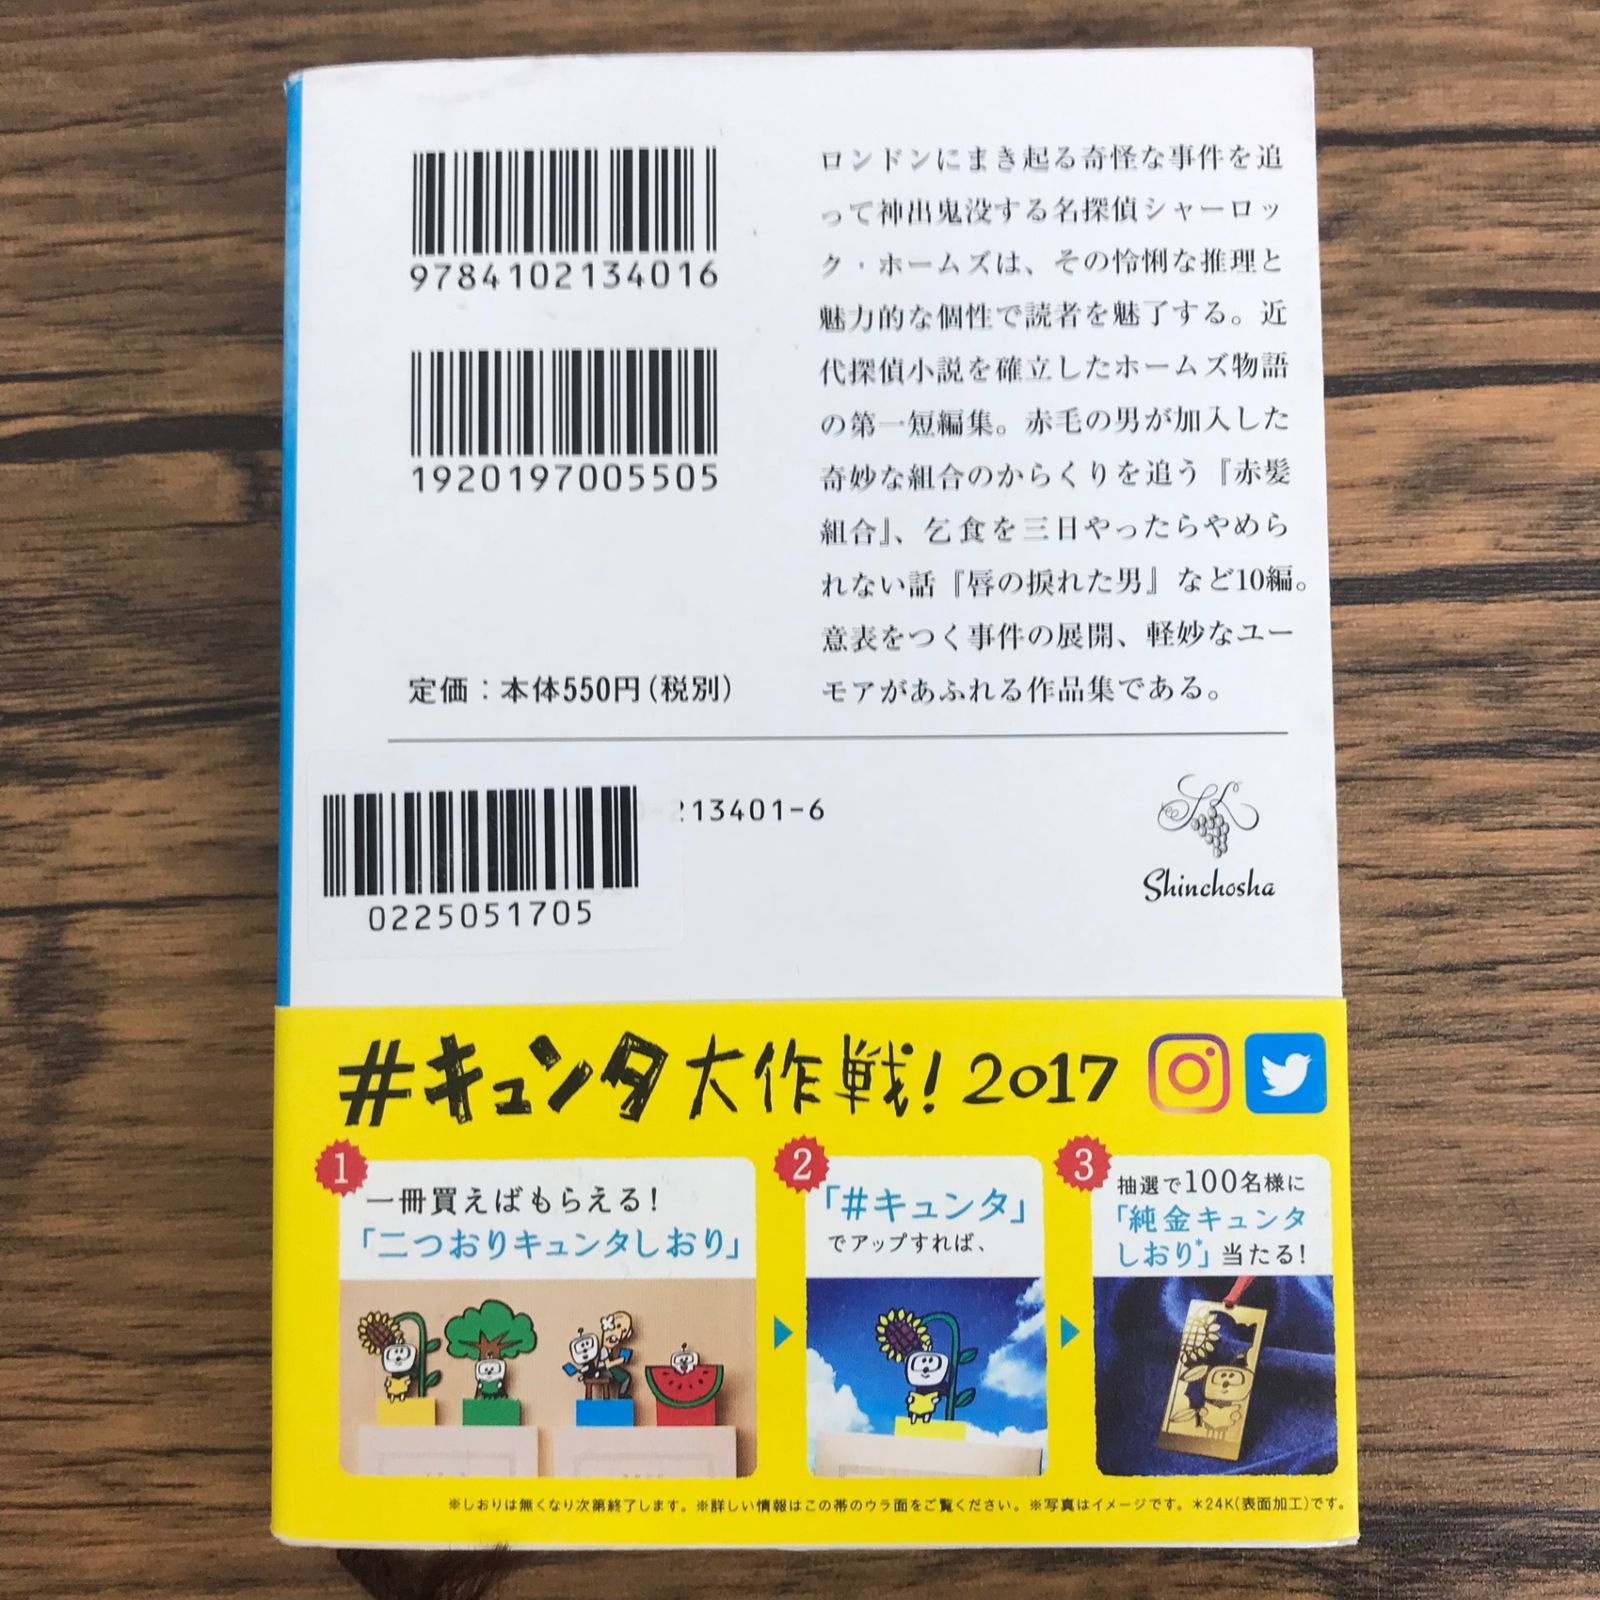 9784102134016
1920197005505
定価：本体550円（税別）
ロンドンにまき起る奇怪な事件を追
って神出鬼没する名探偵シャーロッ
ク・ホームズは、その怜悧な推理と
魅力的な個性で読者を魅了する。近
代探偵小説を確立したホームズ物語
の第一短編集。赤毛の男が加入した
奇妙な組合のからくりを追う『赤髪
組合』、乞食を三日やったらやめら
れない話『唇の捩れた男』など10編。
意表をつく事件の展開、軽妙なユー
モアがあふれる作品集である。
213401-6
0225051705
Shinchosha
#キュンタ大作戦！2017
1
一冊買えばもらえる！
「二つおりキュンタしおり」
2
「#キュンタ」
でアップすれば、
3
抽選で100名様に
「純金キュンタ
しおり*」当たる！
※しおりは無くなり次第終了します。※詳しい情報はこの帯のウラ面をご覧ください。※写真はイメージです。＊24K(表面加工)です。